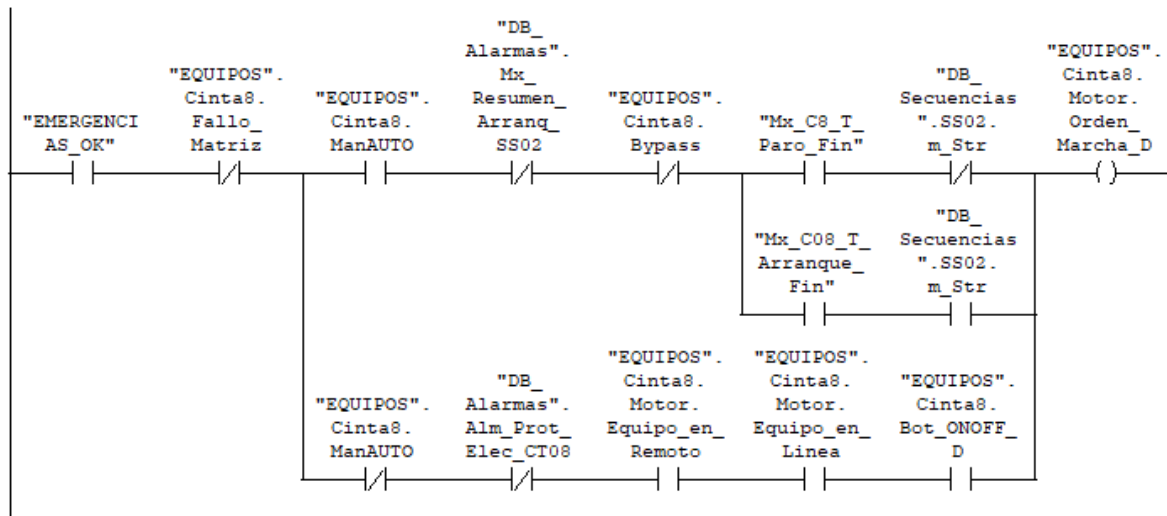 "EMERGENCI
AS_OK"
"EQUIPOS".
Cinta8.
Fallo_
Matriz
"EQUIPOS".
Cinta8.
ManAUTO
"DB_
Alarmas".
Mx_
Resumen_
Arranq_
SS02
"EQUIPOS".
Cinta8.
Bypass
"Mx_C8_T_
Paro_Fin"
"DB_
Secuencias
".SS02.
m_Str
"EQUIPOS".
Cinta8.
Motor.
Orden_
Marcha_D
"Mx_C08_T_
Arranque_
Fin"
"DB_
Secuencias
".SS02.
m_Str
"EQUIPOS".
Cinta8.
ManAUTO
"DB_
Alarmas".
Alm_Prot_
Elec_CT08
"EQUIPOS".
Cinta8.
Motor.
Equipo_en_
Remoto
"EQUIPOS".
Cinta8.
Motor.
Equipo_en_
Linea
"EQUIPOS".
Cinta8.
Bot_ONOFF_
D